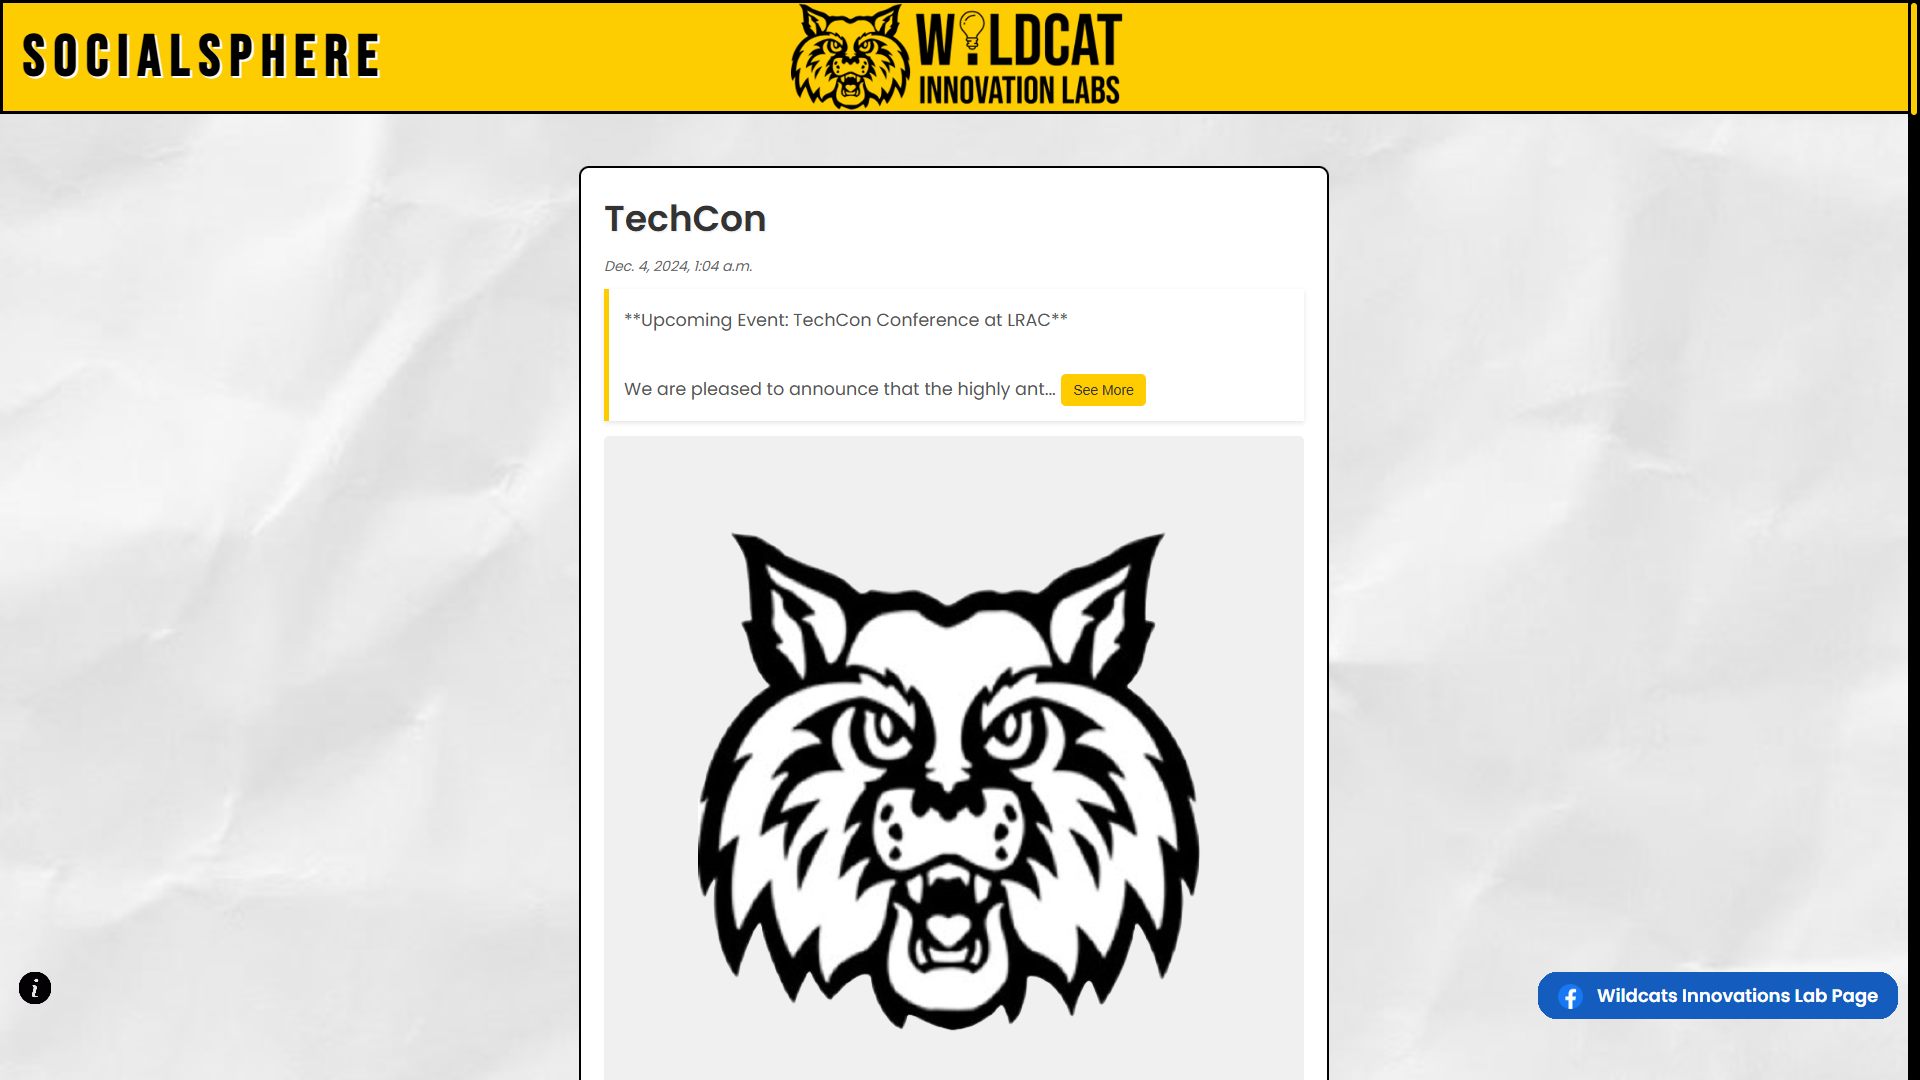 SOCIALSPHERE
WILDCAT
INNOVATION LABS
TechCon
Dec. 4, 2024, 1:04 a.m.
**Upcoming Event: TechCon Conference at LRAC**
We are pleased to announce that the highly ant... See More
i
Wildcats Innovations Lab Page